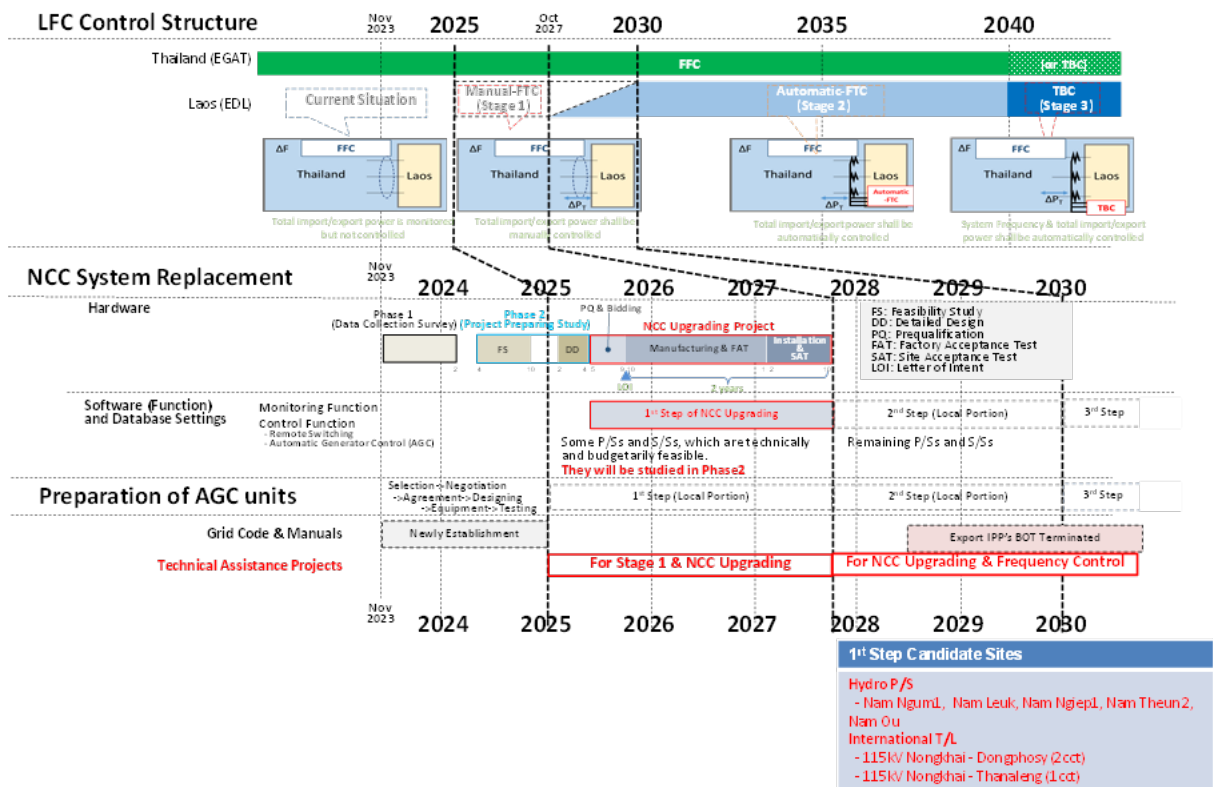 LFC Control Structure
Nov
2023
2025
Oct
2027
2030
2035
2040
Thailand (EGAT)
FFC
[or TBC]
Laos (EDL)
Current Situation
Manual-FTC
(Stage 1)
Automatic-FTC
(Stage 2)
TBC
(Stage 3)
ΔF
FFC
Thailand
Laos
ΔF
FFC
Thailand
Laos
ΔPT
ΔF
FFC
Thailand
Laos
Automatic
-FTC
ΔPT
ΔF
FFC
Thailand
Laos
TBC
ΔPT
Total import/export power is monitored
but not controlled
Total import/export power shall be
manually controlled
Total import/export power shall be
automatically controlled
System Frequency & total import/export
power shall be automatically controlled
NCC System Replacement
Nov
2023
2024
2025
2026
2027
2028
2029
2030
Hardware
Phase 1
(Data Collection Survey)
Phase 2
(Project Preparing Study)
PQ & Bidding
NCC Upgrading Project
FS
DD
Manufacturing & FAT
Installation
&
SAT
2
4
10
2
4
5
LOI
2 years
FS: Feasibility Study
DD: Detailed Design
PQ: Prequalification
FAT: Factory Acceptance Test
SAT: Site Acceptance Test
LOI: Letter of Intent
Software (Function)
and Database Settings
Monitoring Function
Control Function
- Remote Switching
- Automatic Generator Control (AGC)
1st Step of NCC Upgrading
2nd Step (Local Portion)
3rd Step
Some P/Ss and S/Ss, which are technically
and budgetarily feasible.
They will be studied in Phase2
Remaining P/Ss and S/Ss
Preparation of AGC units
Selection->Negotiation
->Agreement->Designing
->Equipment->Testing
1st Step (Local Portion)
2nd Step (Local Portion)
3rd Step
Grid Code & Manuals
Newly Establishment
Export IPP's BOT Terminated
Technical Assistance Projects
For Stage 1 & NCC Upgrading
For NCC Upgrading & Frequency Control
Nov
2023
2024
2025
2026
2027
2028
2029
2030
1st Step Candidate Sites
Hydro P/S
- Nam Ngum1, Nam Leuk, Nam Ngiep1, Nam Theun2,
Nam Ou
International T/L
- 115kV Nongkhai - Dongphosy (2cct)
- 115kV Nongkhai - Thanaleng (1cct)